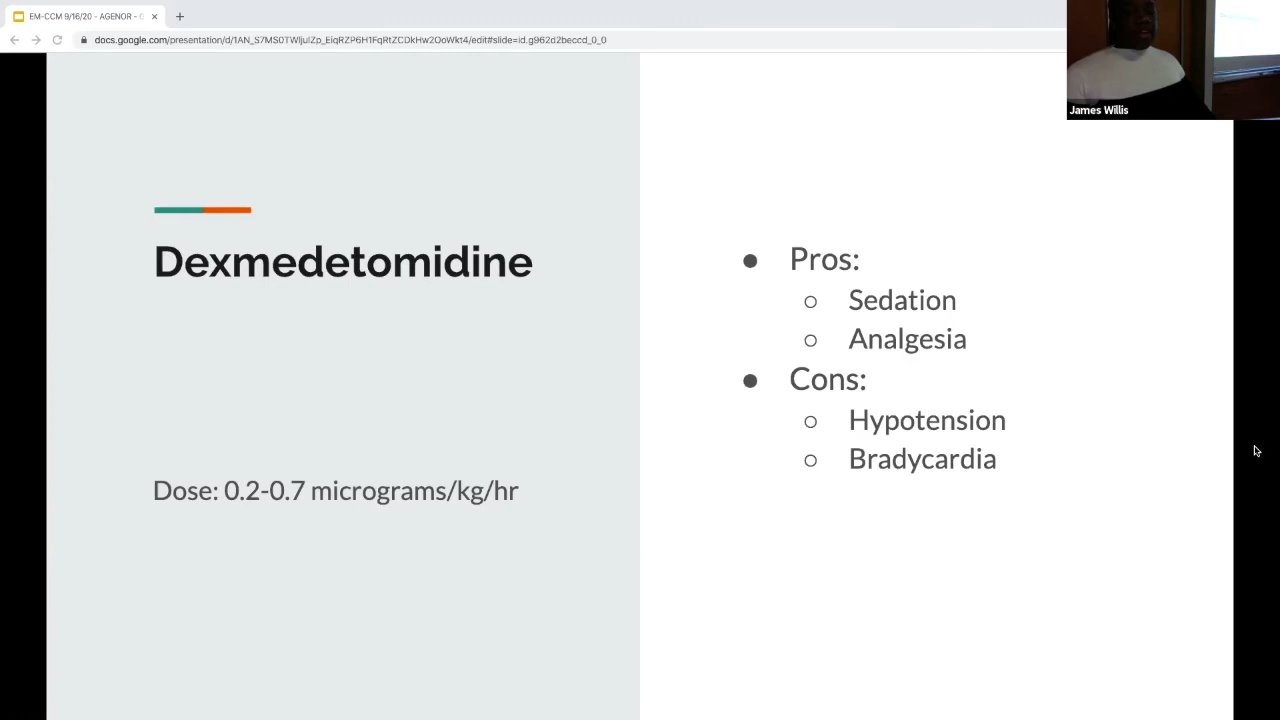 EM-CCM 9/16/20 - AGENOR - G
docs.google.com/presentation/d/1AN_S7MS0TWljulZp_EiqRZP6H1FqRtZCDkHw2OoWkt4/edit#slide=id.g962d2beccd_0_0
James Willis
Dexmedetomidine
Dose: 0.2-0.7 micrograms/kg/hr
Pros:
Sedation
Analgesia
Cons:
Hypotension
Bradycardia